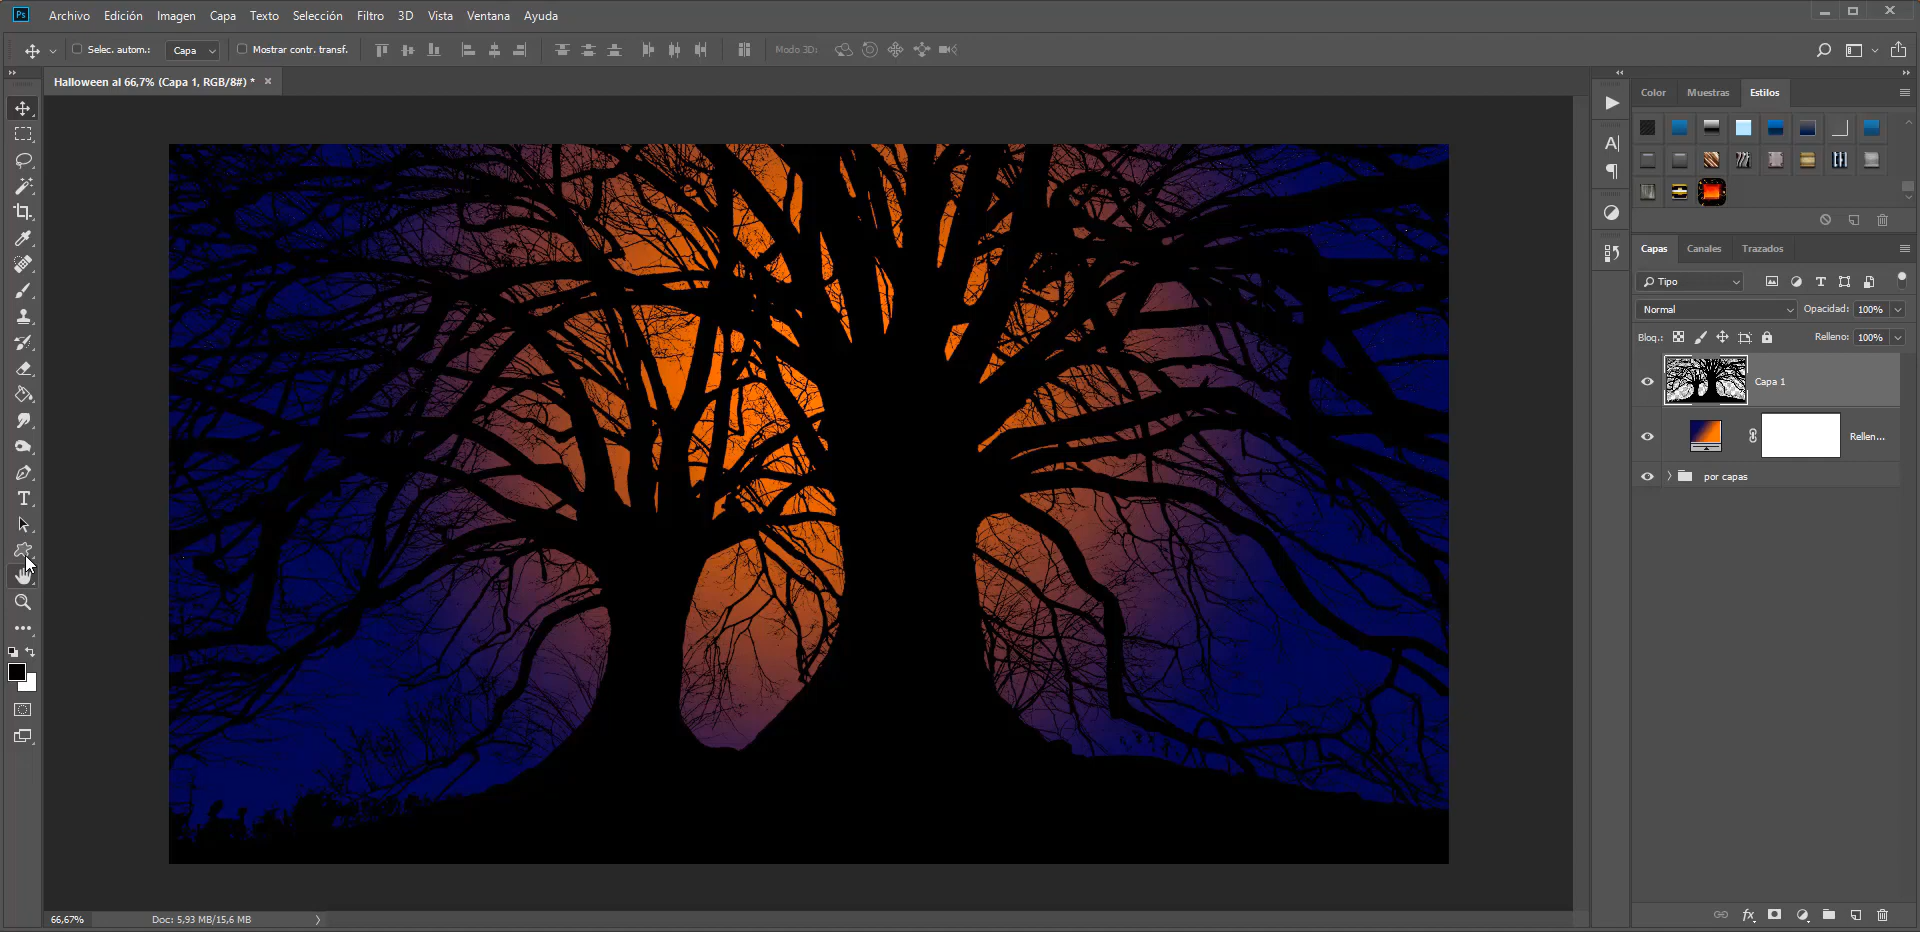 Ps Archivo Edición Imagen Capa Texto Selección Filtro 3D Vista Ventana Ayuda
Selec. autom.: Capa Mostrar contr. transf. Modo 3D:
Halloween al 66,7% (Capa 1, RGB/8#) *
Color Muestras Estilos
Capas Canales Trazados
Tipo
Normal Opacidad: 100%
Bloq.: Relleno: 100%
Capa 1
Rellen...
por capas
66,67% Doc: 5,93 MB/15,6 MB